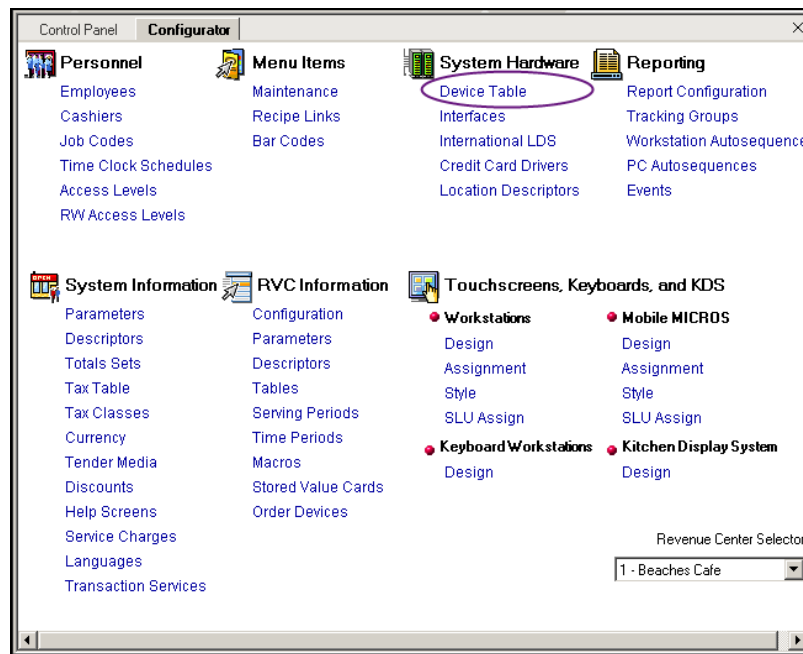 Control Panel
Configurator
Personnel
Employees
Cashiers
Job Codes
Time Clock Schedules
Access Levels
RW Access Levels
Menu Items
Maintenance
Recipe Links
Bar Codes
System Hardware
Device Table
Interfaces
International LDS
Credit Card Drivers
Location Descriptors
Reporting
Report Configuration
Tracking Groups
Workstation Autosequence
PC Autosequences
Events
OPEN
System Information
Parameters
Descriptors
Totals Sets
Tax Table
Tax Classes
Currency
Tender Media
Discounts
Help Screens
Service Charges
Languages
Transaction Services
RVC Information
Configuration
Parameters
Descriptors
Tables
Serving Periods
Time Periods
Macros
Stored Value Cards
Order Devices
Touchscreens, Keyboards, and KDS
Workstations
Design
Assignment
Style
SLU Assign
Keyboard Workstations
Design
Mobile MICROS
Design
Assignment
Style
SLU Assign
Kitchen Display System
Design
Revenue Center Selector
1 - Beaches Cafe